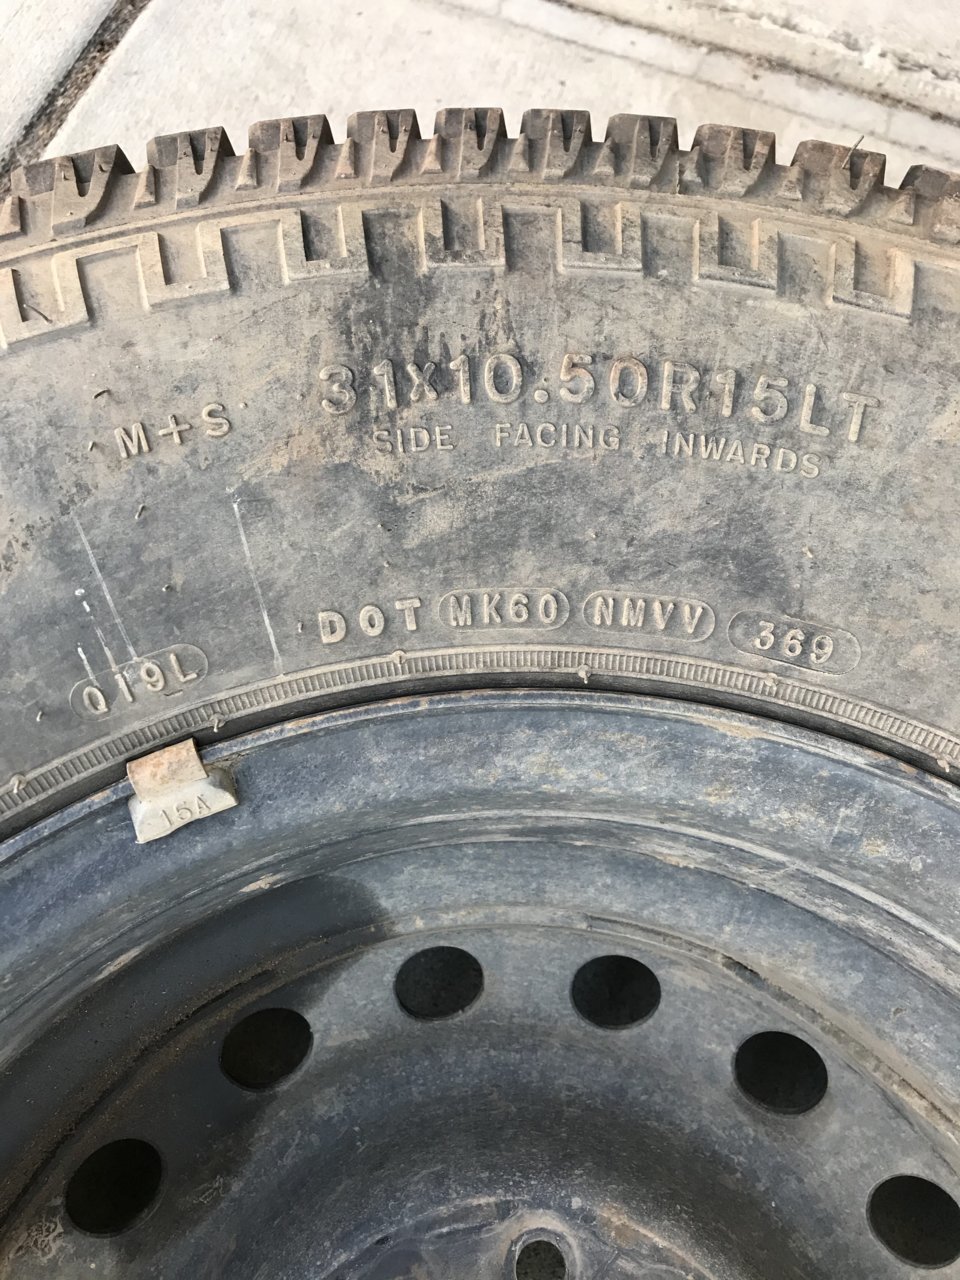 M+S 31x10.50R15LT
SIDE FACING INWARDS
DOT MK60 NMVV 369
Q19L
15A